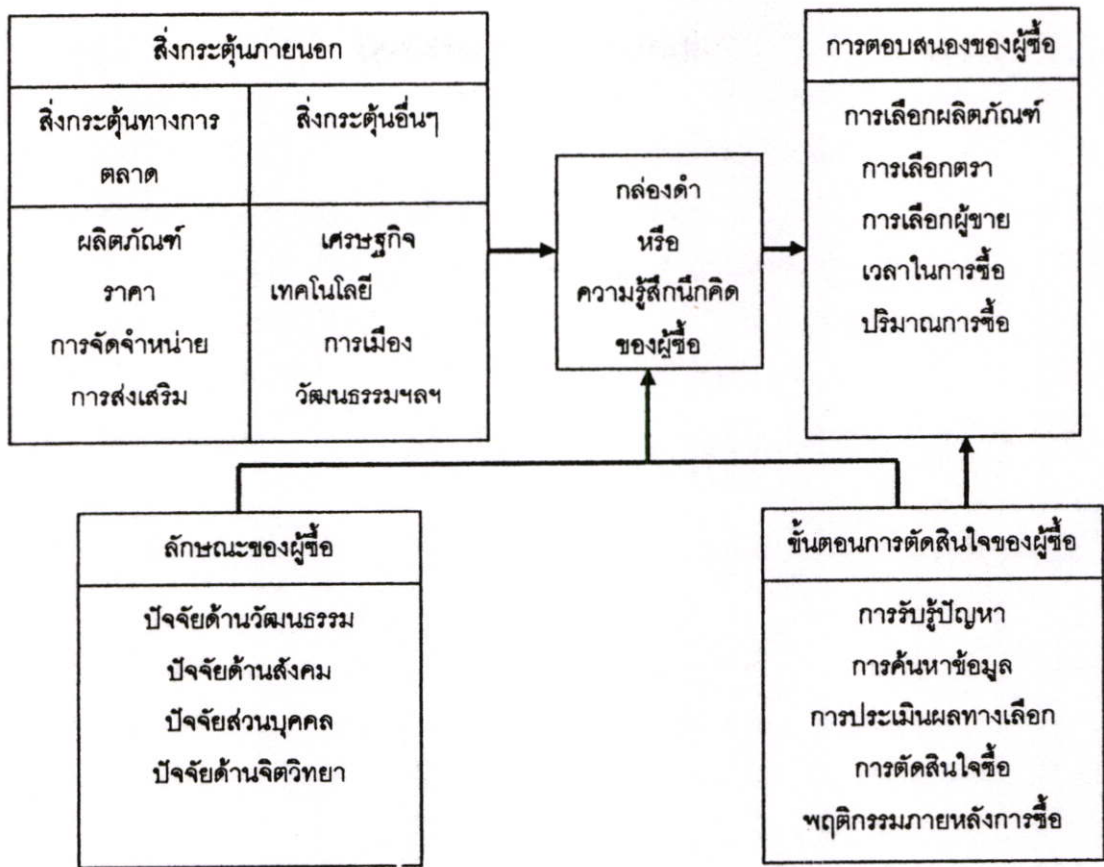 สิ่งกระตุ้นภายนอก
สิ่งกระตุ้นทางการ
ตลาด
สิ่งกระตุ้นอื่นๆ
ผลิตภัณฑ์
ราคา
การจัดจำหน่าย
การส่งเสริม
เศรษฐกิจ
เทคโนโลยี
การเมือง
วัฒนธรรมฯลฯ
กล่องดำ
หรือ
ความรู้สึกนึกคิด
ของผู้ซื้อ
การตอบสนองของผู้ซื้อ
การเลือกผลิตภัณฑ์
การเลือกตรา
การเลือกผู้ขาย
เวลาในการซื้อ
ปริมาณการซื้อ
ลักษณะของผู้ซื้อ
ปัจจัยด้านวัฒนธรรม
ปัจจัยด้านสังคม
ปัจจัยส่วนบุคคล
ปัจจัยด้านจิตวิทยา
ขั้นตอนการตัดสินใจของผู้ซื้อ
การรับรู้ปัญหา
การค้นหาข้อมูล
การประเมินผลทางเลือก
การตัดสินใจซื้อ
พฤติกรรมภายหลังการซื้อ